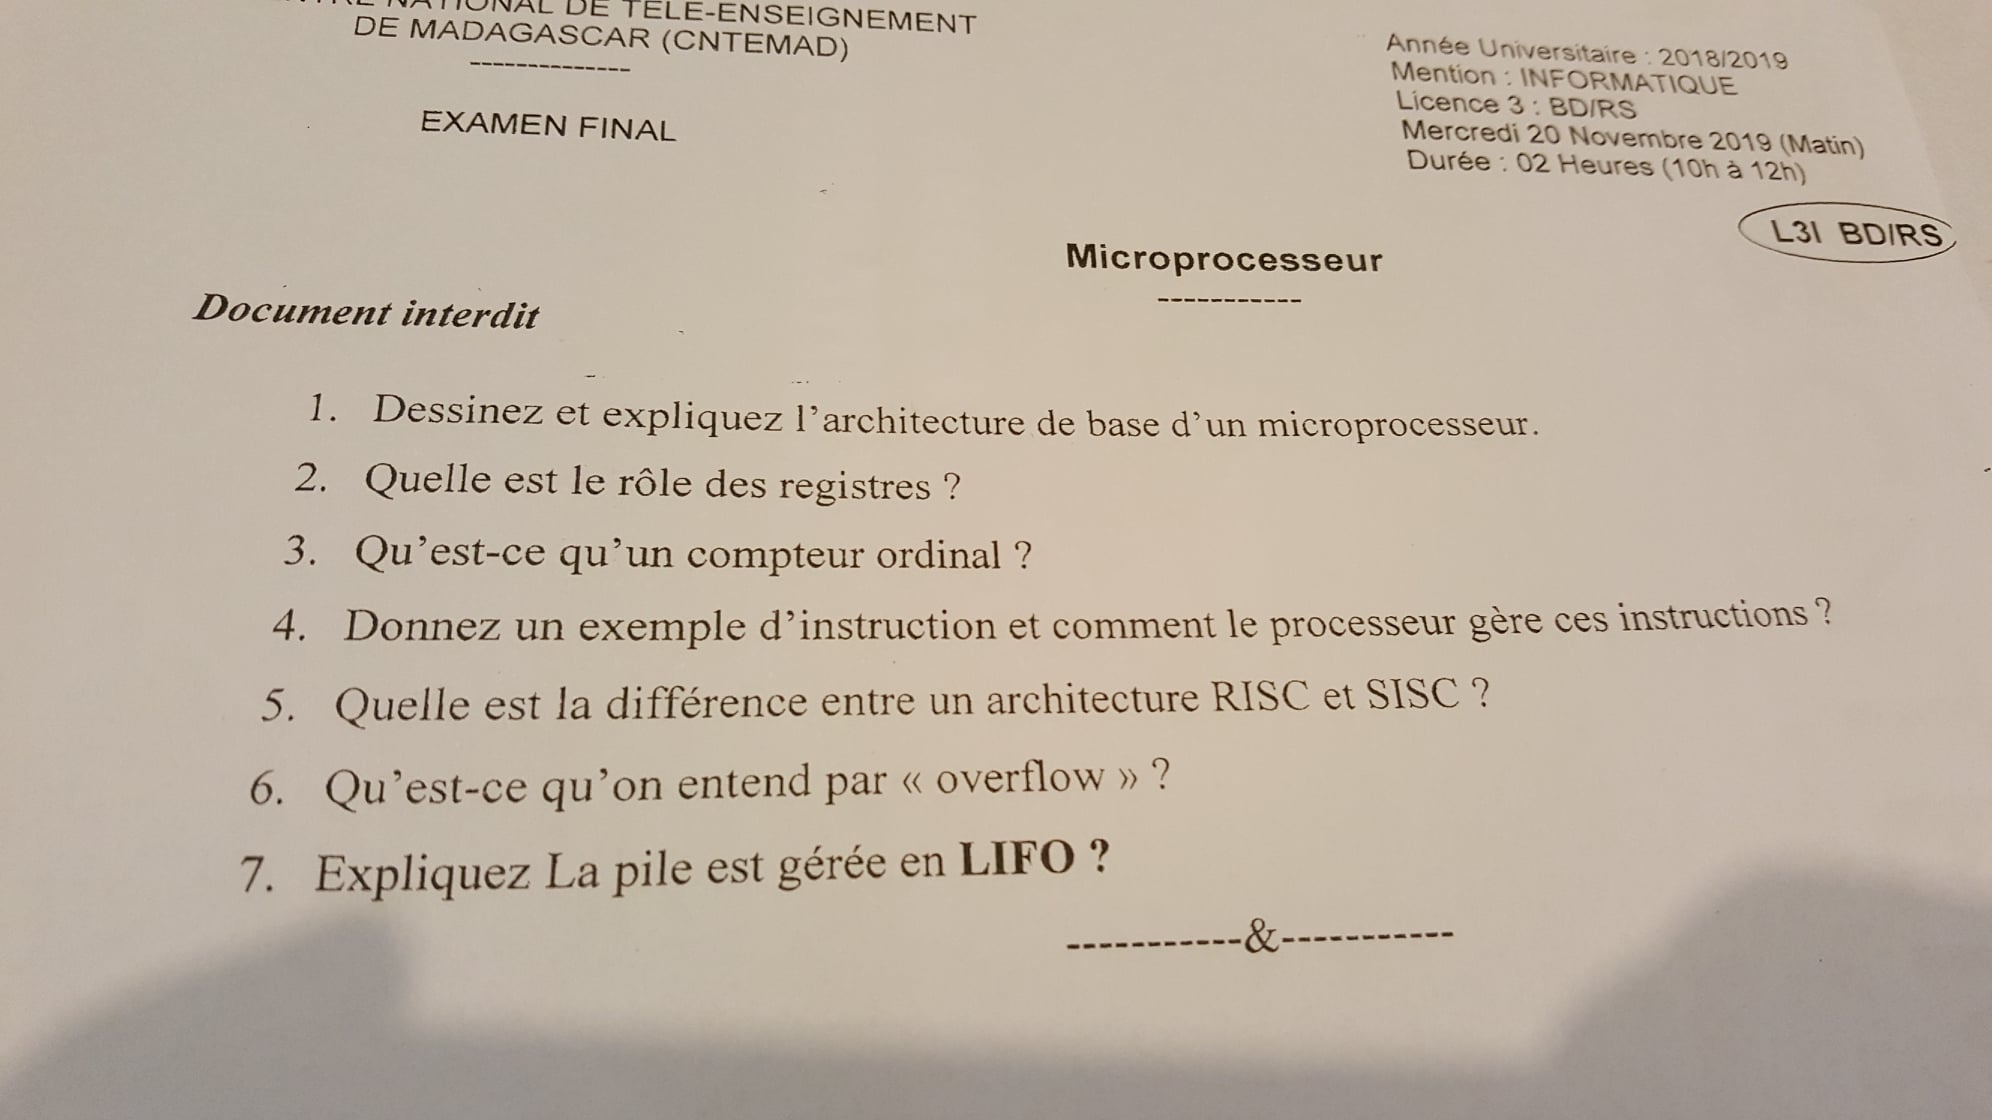 NATIONAL DE TELE-ENSEIGNEMENT
DE MADAGASCAR (CNTEMAD)
--------------
EXAMEN FINAL
Année Universitaire : 2018/2019
Mention : INFORMATIQUE
Licence 3 : BD/RS
Mercredi 20 Novembre 2019 (Matin)
Durée : 02 Heures (10h à 12h)
L3I BD/RS
Microprocesseur
-----------
Document interdit
1. Dessinez et expliquez l'architecture de base d'un microprocesseur.
2. Quelle est le rôle des registres ?
3. Qu'est-ce qu'un compteur ordinal ?
4. Donnez un exemple d'instruction et comment le processeur gère ces instructions ?
5. Quelle est la différence entre un architecture RISC et SISC ?
6. Qu'est-ce qu'on entend par « overflow » ?
7. Expliquez La pile est gérée en LIFO ?
-----------&-----------